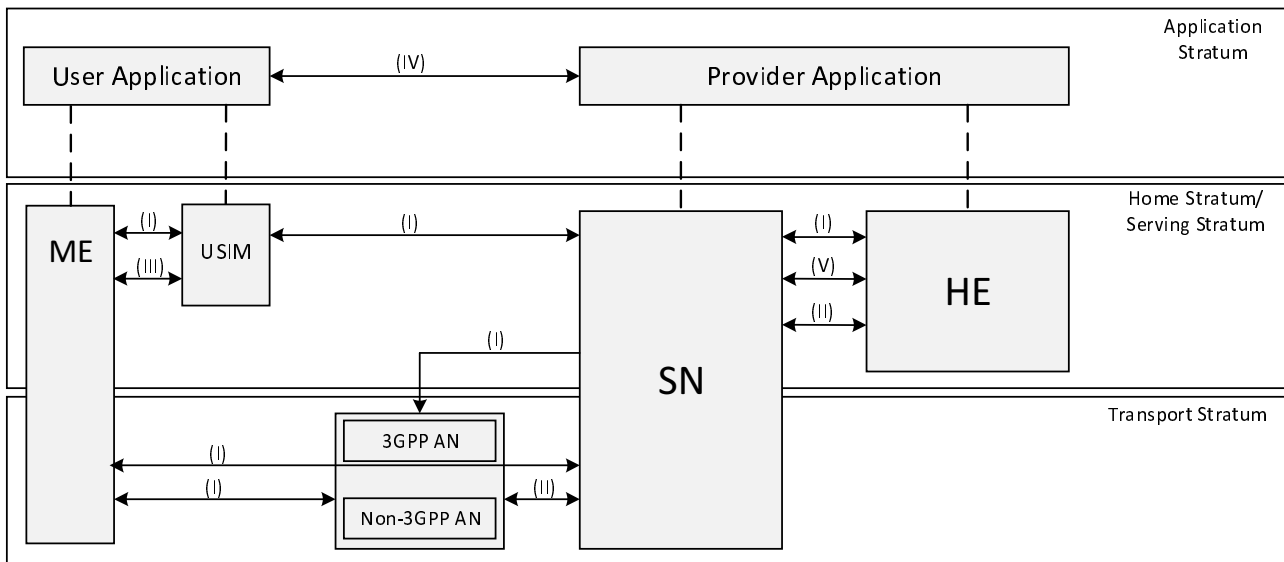 Application
Stratum
User Application
(IV)
Provider Application
Home Stratum/
Serving Stratum
ME
(I)
(III)
USIM
(I)
(I)
(V)
(II)
HE
(I)
SN
Transport Stratum
3GPP AN
(I)
(I)
(II)
Non-3GPP AN